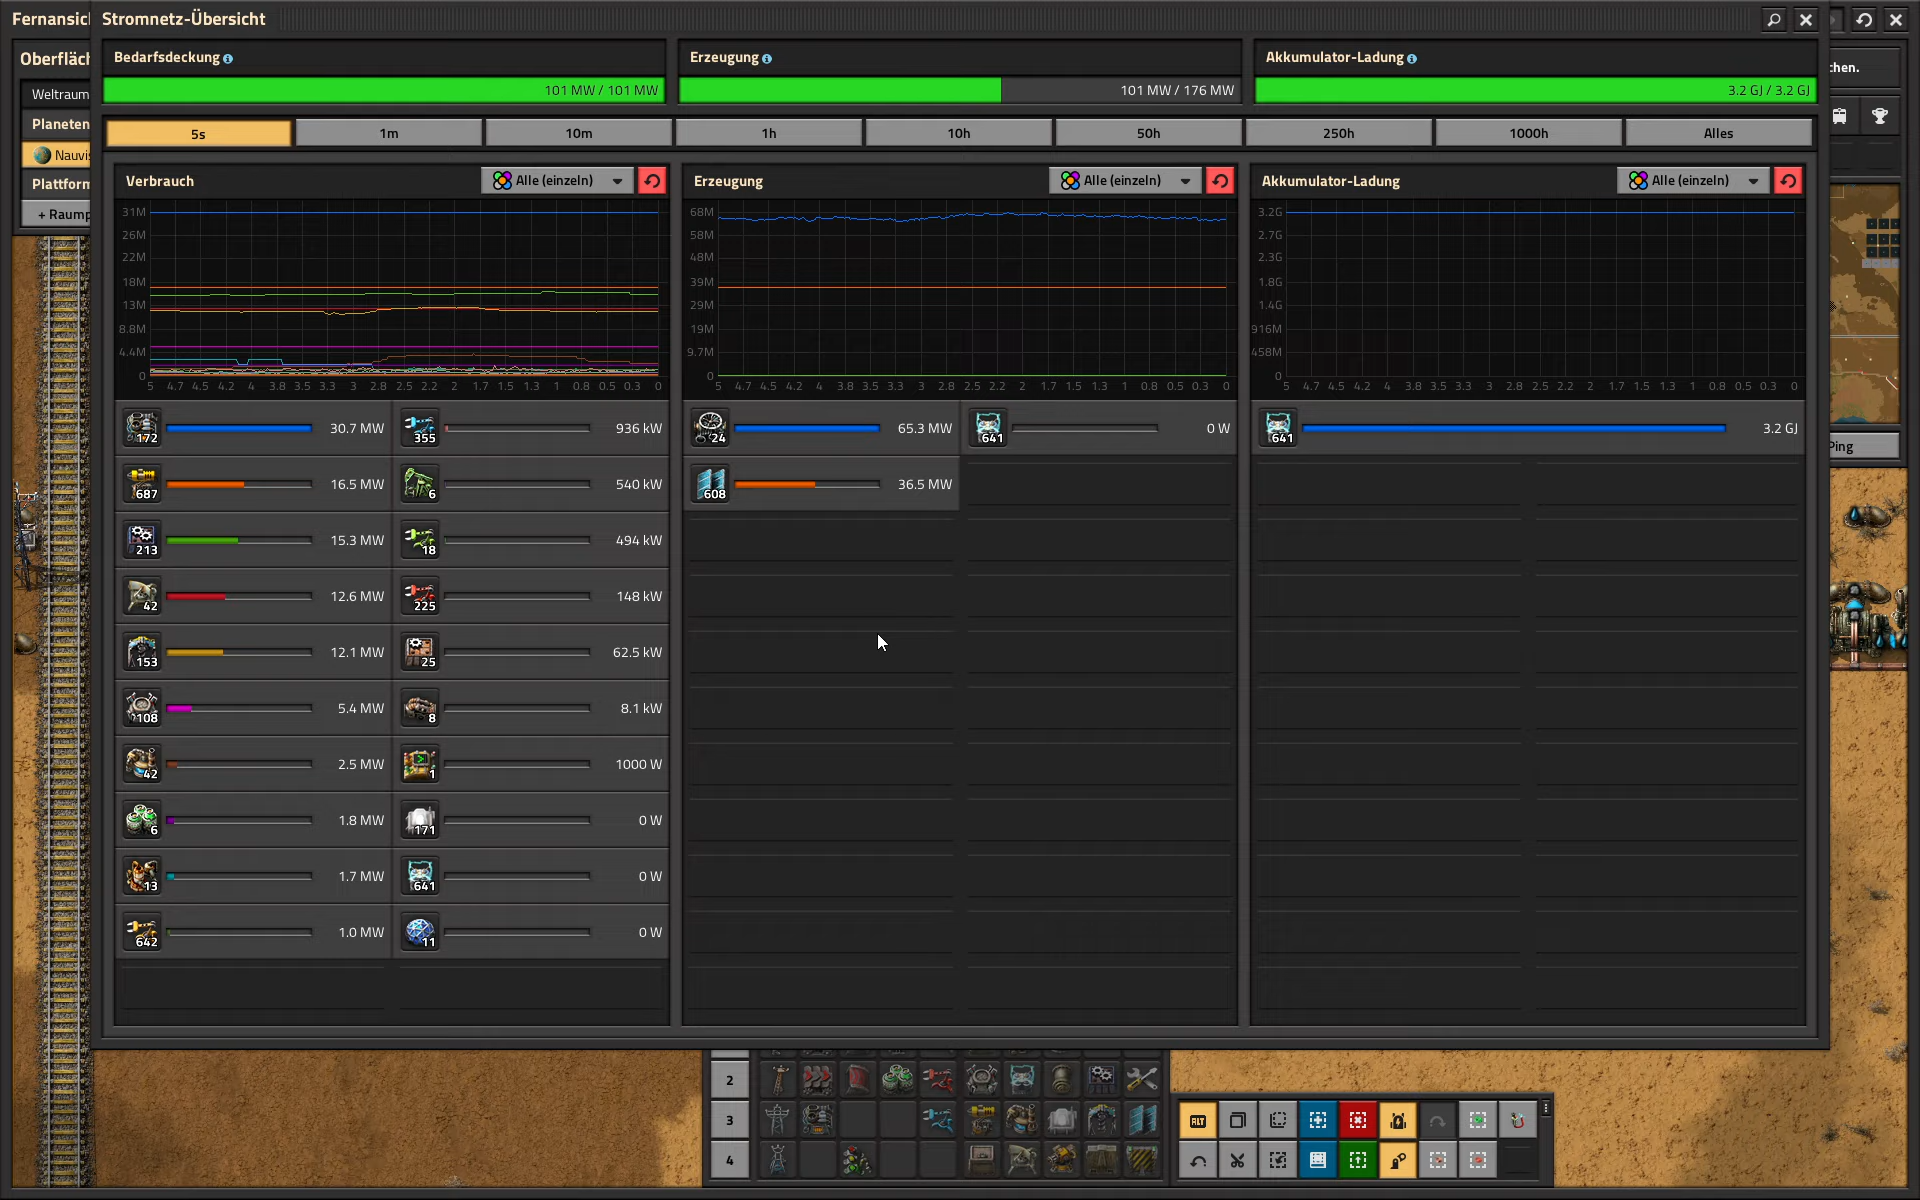 Fernansic
Stromnetz-Übersicht
Oberfläc
Weltraum
Planeten
Nauvis
Plattform
+ Raump
Bedarfsdeckung
101 MW / 101 MW
Erzeugung
101 MW / 176 MW
Akkumulator-Ladung
3.2 GJ / 3.2 GJ
chen.
5s
1m
10m
1h
10h
50h
250h
1000h
Alles
Verbrauch
Alle (einzeln)
31M
26M
22M
18M
13M
8.8M
4.4M
0
5 4.7 4.5 4.2 4 3.8 3.5 3.3 3 2.8 2.5 2.2 2 1.7 1.5 1.3 1 0.8 0.5 0.3 0
172 30.7 MW
355 936 kW
687 16.5 MW
6 540 kW
213 15.3 MW
18 494 kW
42 12.6 MW
225 148 kW
153 12.1 MW
25 62.5 kW
108 5.4 MW
8 8.1 kW
42 2.5 MW
1 1000 W
6 1.8 MW
171 0 W
13 1.7 MW
641 0 W
642 1.0 MW
11 0 W
Erzeugung
Alle (einzeln)
68M
58M
48M
39M
29M
19M
9.7M
0
5 4.7 4.5 4.2 4 3.8 3.5 3.3 3 2.8 2.5 2.2 2 1.7 1.5 1.3 1 0.8 0.5 0.3 0
24 65.3 MW
641 0 W
608 36.5 MW
Akkumulator-Ladung
Alle (einzeln)
3.2G
2.7G
2.3G
1.8G
1.4G
916M
458M
0
5 4.7 4.5 4.2 4 3.8 3.5 3.3 3 2.8 2.5 2.2 2 1.7 1.5 1.3 1 0.8 0.5 0.3 0
641 3.2 GJ
Ping
2
3
4
ALT